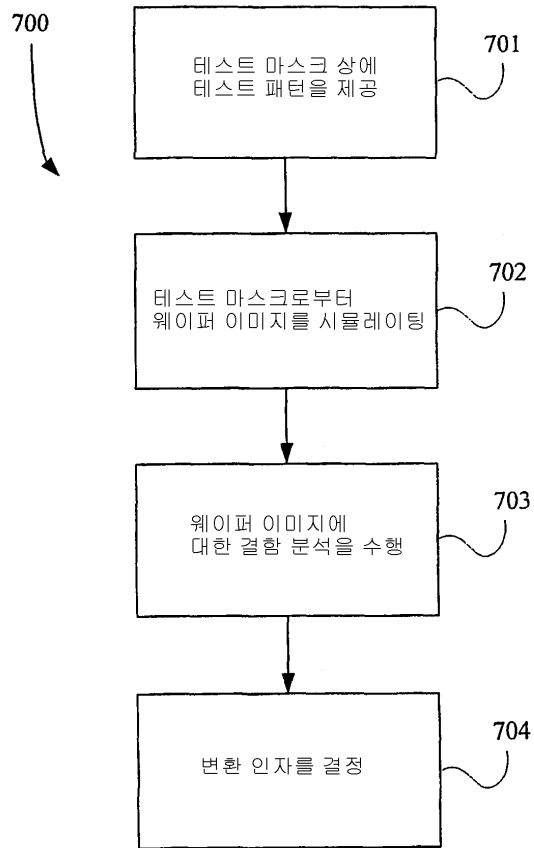 700
테스트 마스크 상에
테스트 패턴을 제공
701
테스트 마스크로부터
웨이퍼 이미지를 시뮬레이팅
702
웨이퍼 이미지에
대한 결함 분석을 수행
703
변환 인자를 결정
704